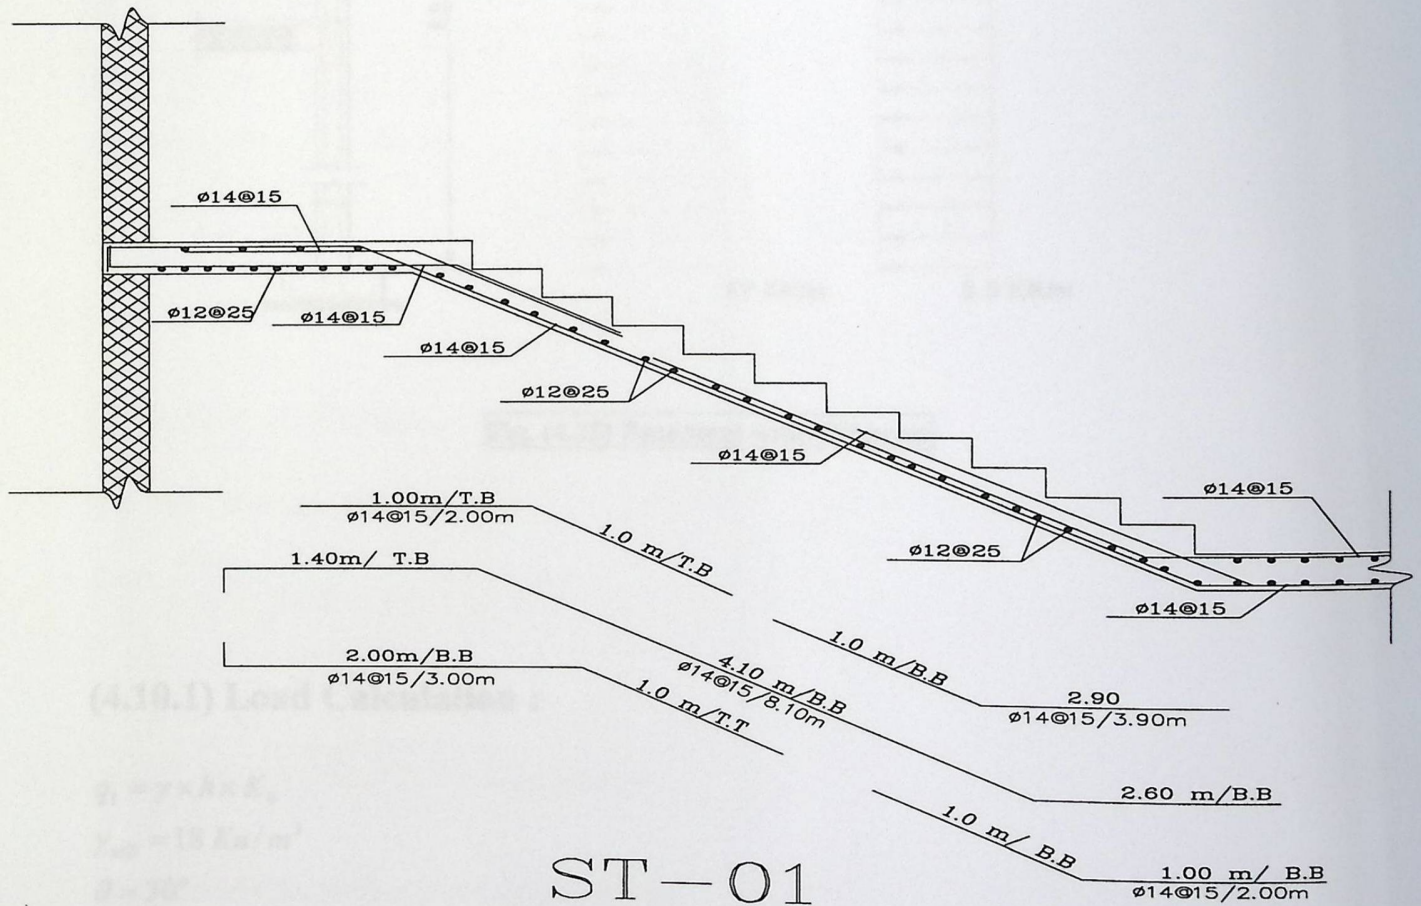 ø14@15
ø12@25
ø14@15
ø14@15
ø12@25
ø14@15
ø14@15
ø12@25
ø14@15
1.00m/T.B
ø14@15/2.00m
1.0 m/T.B
1.40m/ T.B
4.10 m/B.B
ø14@15/8.10m
2.60 m/B.B
2.00m/B.B
ø14@15/3.00m
1.0 m/T.T
1.0 m/B.B
2.90
ø14@15/3.90m
1.0 m/ B.B
1.00 m/ B.B
ø14@15/2.00m
(4.10.1) Load Calculation :
ST-01